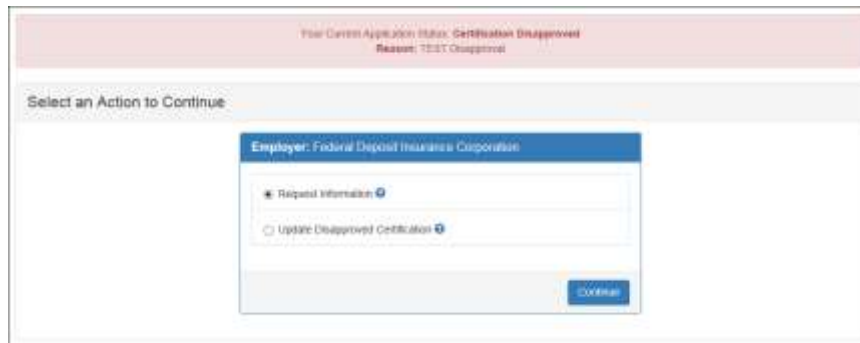 Your Current Application Status: Certification Disapproved
Reason: TEST Disapproval
Select an Action to Continue
Employer: Federal Deposit Insurance Corporation
Request Information
Update Disapproved Certification
Continue